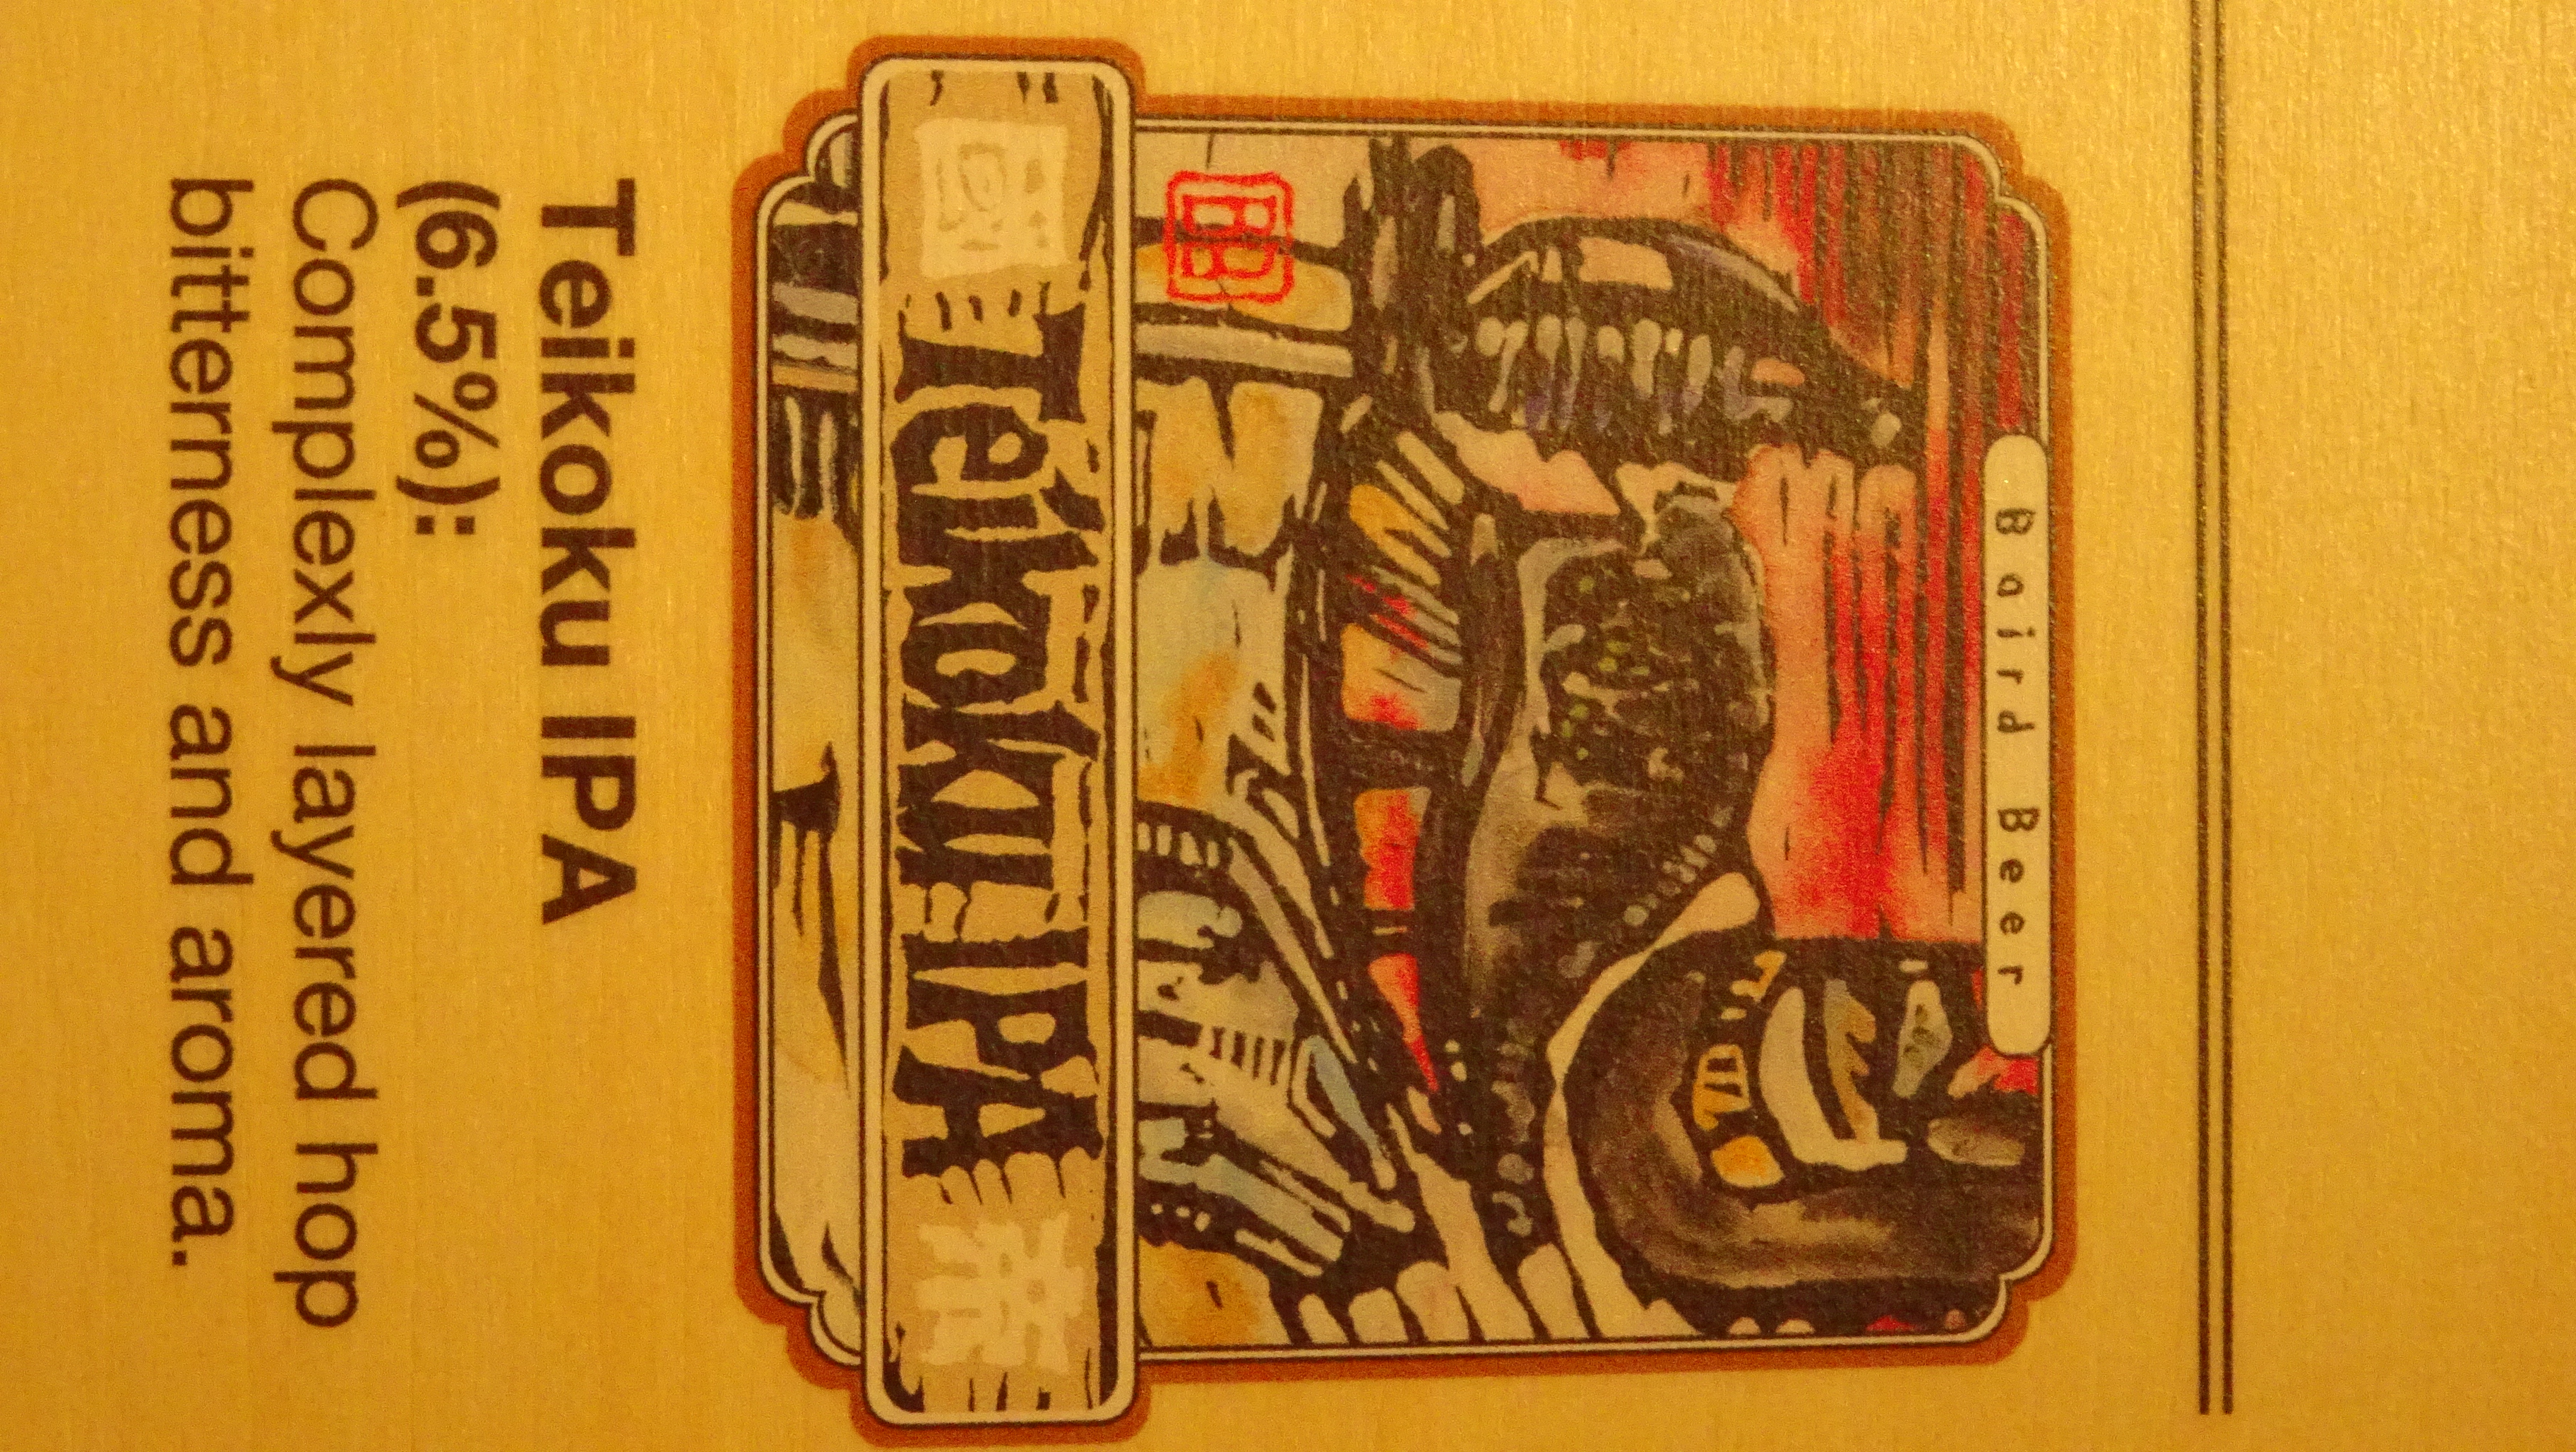 Baird Beer
Teikoku IPA
Teikoku IPA
(6.5%):
Complexly layered hop
bitterness and aroma.